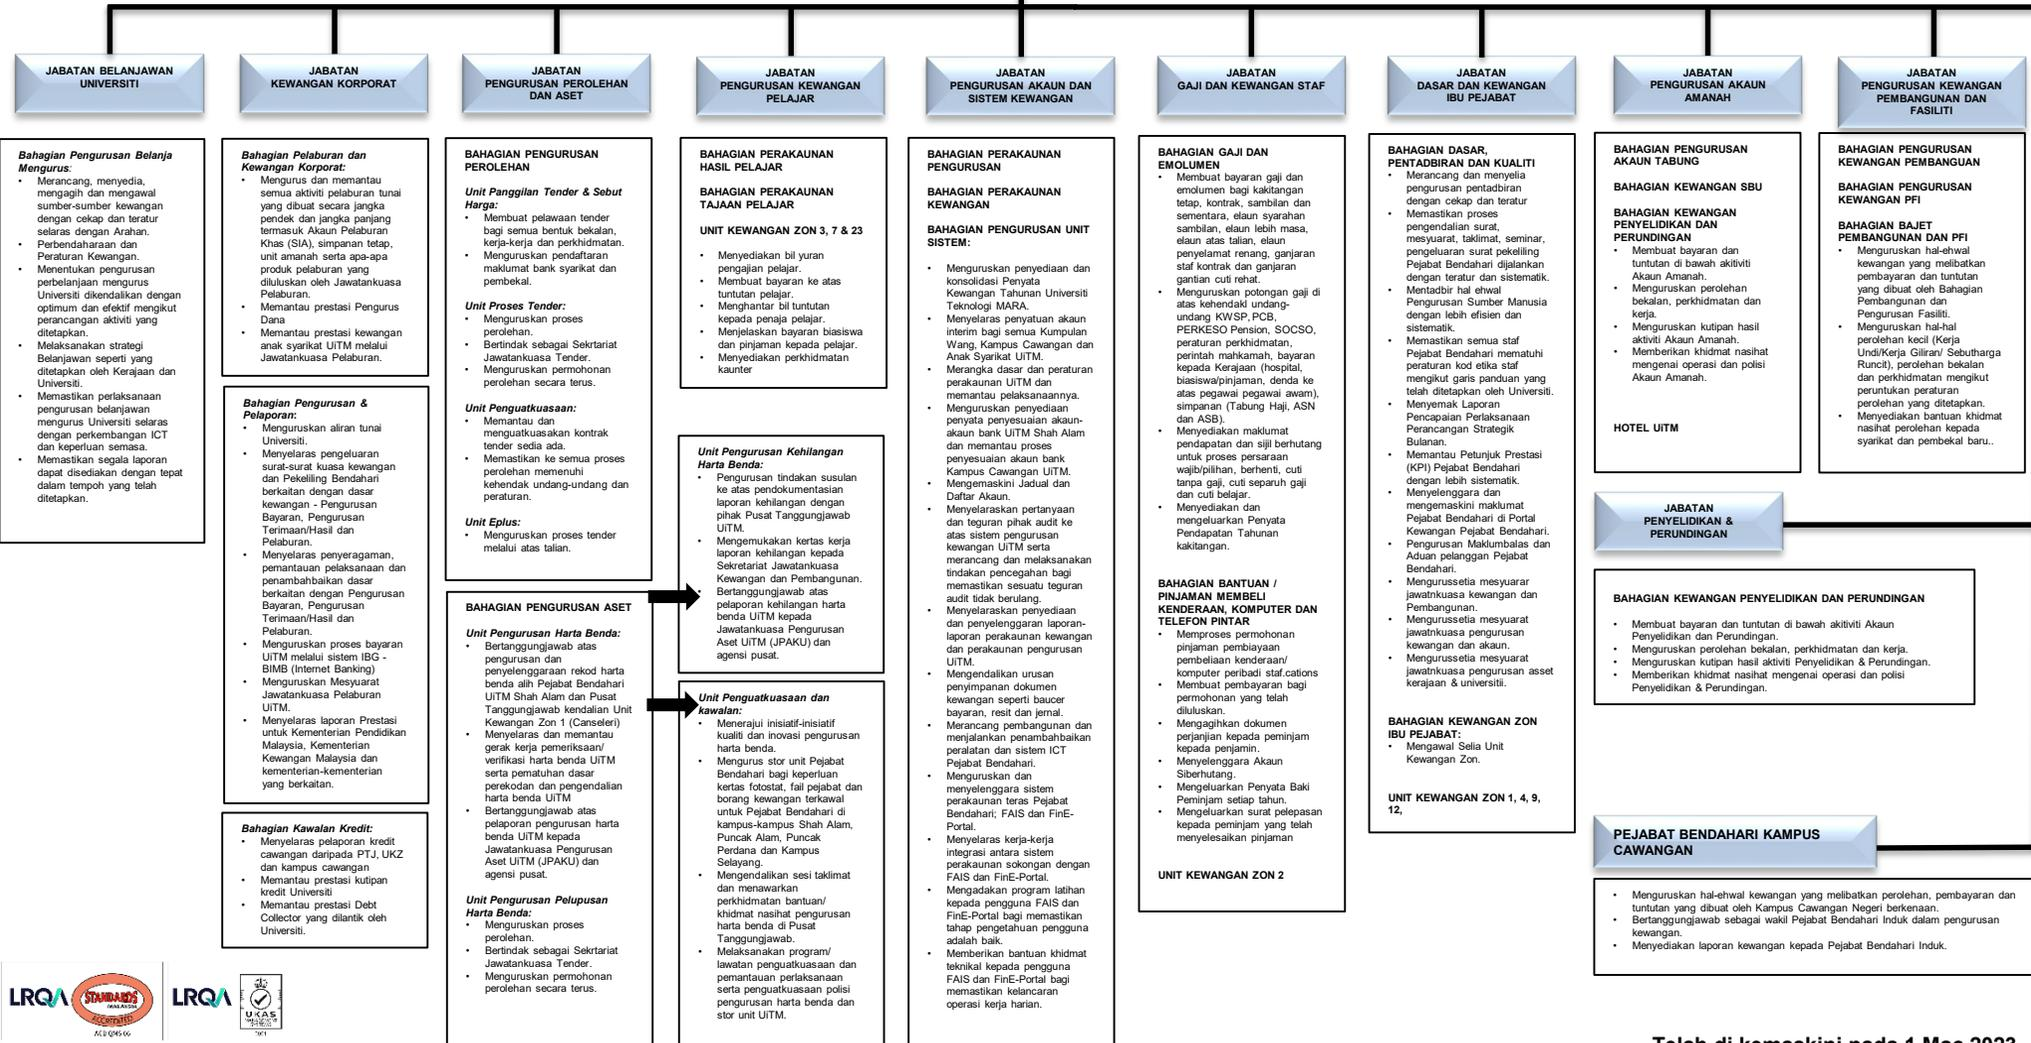 JABATAN BELANJAWAN
UNIVERSITI
Bahagian Pengurusan Belanja
Mengurus:
• Merancang, menyedia,
mengagih dan mengawal
sumber-sumber kewangan
dengan cekap dan teratur
selaras dengan Arahan.
• Perbendaharaan dan
Peraturan Kewangan.
• Menentukan pengurusan
perbelanjaan mengurus
Universiti dikendalikan dengan
optimum dan efektif mengikut
perancangan aktiviti yang
ditetapkan.
• Melaksanakan strategi
Belanjawan seperti yang
ditetapkan oleh Kerajaan dan
Universiti.
• Memastikan perlaksanaan
pengurusan belanjawan
mengurus Universiti selaras
dengan perkembangan ICT
dan keperluan semasa.
• Memastikan segala laporan
dapat disediakan dengan tepat
dalam tempoh yang telah
ditetapkan.
JABATAN
KEWANGAN KORPORAT
Bahagian Pelaburan dan
Kewangan Korporat:
• Mengurus dan memantau
semua aktiviti pelaburan tunai
yang dibuat secara jangka
pendek dan jangka panjang
termasuk Akaun Pelaburan
Khas (SIA), simpanan tetap,
unit amanah serta apa-apa
produk pelaburan yang
diluluskan oleh Jawatankuasa
Pelaburan.
• Memantau prestasi Pengurus
Dana
• Memantau prestasi kewangan
anak syarikat UiTM melalui
Jawatankuasa Pelaburan.
Bahagian Pengurusan &
Pelaporan:
• Menguruskan aliran tunai
Universiti.
• Menyelaras pengeluaran
surat-surat kuasa kewangan
dan Pekeliling Bendahari
berkaitan dengan dasar
kewangan - Pengurusan
Bayaran, Pengurusan
Terimaan/Hasil dan
Pelaburan.
• Menyelaras penyeragaman,
pemantauan pelaksanaan dan
penambahbaikan dasar
berkaitan dengan Pengurusan
Bayaran, Pengurusan
Terimaan/Hasil dan
Pelaburan.
• Menguruskan proses bayaran
UiTM melalui sistem IBG -
BIMB (Internet Banking)
• Menguruskan Mesyuarat
Jawatankuasa Pelaburan
UiTM.
• Menyelaras laporan Prestasi
untuk Kementerian Pendidikan
Malaysia, Kementerian
Kewangan Malaysia dan
kementerian-kementerian
yang berkaitan.
Bahagian Kawalan Kredit:
• Menyelaras pelaporan kredit
cawangan daripada PTJ, UKZ
dan kampus cawangan
• Memantau prestasi kutipan
kredit Universiti
• Memantau prestasi Debt
Collector yang dilantik oleh
Universiti.
JABATAN
PENGURUSAN PEROLEHAN
DAN ASET
BAHAGIAN PENGURUSAN
PEROLEHAN
Unit Panggilan Tender & Sebut
Harga:
• Membuat pelawaan tender
bagi semua bentuk bekalan,
kerja-kerja dan perkhidmatan.
• Menguruskan pendaftaran
maklumat bank syarikat dan
pembekal.
Unit Proses Tender:
• Menguruskan proses
perolehan.
• Bertindak sebagai Sekrtariat
Jawatankuasa Tender.
• Menguruskan permohonan
perolehan secara terus.
Unit Penguatkuasaan:
• Memantau dan
menguatkuasakan kontrak
tender sedia ada.
• Memastikan ke semua proses
perolehan memenuhi
kehendak undang-undang dan
peraturan.
Unit Eplus:
• Menguruskan proses tender
melalui atas talian.
BAHAGIAN PENGURUSAN ASET
Unit Pengurusan Harta Benda:
• Bertanggungjawab atas
pengurusan dan
penyelenggaraan rekod harta
benda alih Pejabat Bendahari
UiTM Shah Alam dan Pusat
Tanggungjawab kendalian Unit
Kewangan Zon 1 (Canseleri)
• Menyelaras dan memantau
gerak kerja pemeriksaan/
verifikasi harta benda UiTM
serta pematuhan dasar
perekodan dan pengendalian
harta benda UiTM
• Bertanggungjawab atas
pelaporan pengurusan harta
benda UiTM kepada
Jawatankuasa Pengurusan
Aset UiTM (JPAKU) dan
agensi pusat.
Unit Pengurusan Pelupusan
Harta Benda:
• Menguruskan proses
perolehan.
• Bertindak sebagai Sekrtariat
Jawatankuasa Tender.
• Menguruskan permohonan
perolehan secara terus.
JABATAN
PENGURUSAN KEWANGAN
PELAJAR
BAHAGIAN PERAKAUNAN
HASIL PELAJAR
BAHAGIAN PERAKAUNAN
TAJAAN PELAJAR
UNIT KEWANGAN ZON 3, 7 & 23
• Menyediakan bil yuran
pengajian pelajar.
• Membuat bayaran ke atas
tuntutan pelajar.
• Menghantar bil tuntutan
kepada penaja pelajar.
• Menjelaskan bayaran biasiswa
dan pinjaman kepada pelajar.
• Menyediakan perkhidmatan
kaunter
Unit Pengurusan Kehilangan
Harta Benda:
• Pengurusan tindakan susulan
ke atas pendokumentasian
laporan kehilangan dengan
pihak Pusat Tanggungjawab
UiTM.
• Mengemukakan kertas kerja
laporan kehilangan kepada
Sekretariat Jawatankuasa
Kewangan dan Pembangunan.
• Bertanggungjawab atas
pelaporan kehilangan harta
benda UiTM kepada
Jawatankuasa Pengurusan
Aset UiTM (JPAKU) dan
agensi pusat.
Unit Penguatkuasaan dan
kawalan:
• Menerajui inisiatif-inisiatif
kualiti dan inovasi pengurusan
harta benda.
• Mengurus stor unit Pejabat
Bendahari bagi keperluan
kertas fotostat, fail pejabat dan
borang kewangan terkawal
untuk Pejabat Bendahari di
kampus-kampus Shah Alam,
Puncak Alam, Puncak
Perdana dan Kampus
Selayang.
• Mengendalikan sesi taklimat
dan menawarkan
perkhidmatan bantuan/
khidmat nasihat pengurusan
harta benda di Pusat
Tanggungjawab.
• Melaksanakan program/
lawatan penguatkuasaan dan
pemantauan perlaksanaan
serta penguatkuasaan polisi
pengurusan harta benda dan
stor unit UiTM.
JABATAN
PENGURUSAN AKAUN DAN
SISTEM KEWANGAN
BAHAGIAN PERAKAUNAN
PENGURUSAN
BAHAGIAN PERAKAUNAN
KEWANGAN
BAHAGIAN PENGURUSAN UNIT
SISTEM:
• Menguruskan penyediaan dan
konsolidasi Penyata
Kewangan Tahunan Universiti
Teknologi MARA.
• Menyelaras penyatuan akaun
interim bagi semua Kumpulan
Wang, Kampus Cawangan dan
Anak Syarikat UiTM.
• Merangka dasar dan peraturan
perakaunan UiTM dan
memantau pelaksanaannya.
• Menguruskan penyediaan
penyata penyesuaian akaun-
akaun bank UiTM Shah Alam
dan memantau proses
penyesuaian akaun bank
Kampus Cawangan UiTM.
• Mengemaskini Jadual dan
Daftar Akaun.
• Menyelaraskan pertanyaan
dan teguran pihak audit ke
atas sistem pengurusan
kewangan UiTM serta
merancang dan melaksanakan
tindakan pencegahan bagi
memastikan sesuatu teguran
audit tidak berulang.
• Menyelaraskan penyediaan
dan penyelenggaran laporan-
laporan perakaunan kewangan
dan perakaunan pengurusan
UiTM.
• Mengendalikan urusan
penyimpanan dokumen
kewangan seperti baucer
bayaran, resit dan jernal.
• Merancang pembangunan dan
menjalankan penambahbaikan
peralatan dan sistem ICT
Pejabat Bendahari.
• Menguruskan dan
menyelenggara sistem
perakaunan teras Pejabat
Bendahari; FAIS dan FinE-
Portal.
• Menyelaras kerja-kerja
integrasi antara sistem
perakaunan sokongan dengan
FAIS dan FinE-Portal.
• Mengadakan program latihan
kepada pengguna FAIS dan
FinE-Portal bagi memastikan
tahap pengetahuan pengguna
adalah baik.
• Memberikan bantuan khidmat
teknikal kepada pengguna
FAIS dan FinE-Portal bagi
memastikan kelancaran
operasi kerja harian.
JABATAN
GAJI DAN KEWANGAN STAF
BAHAGIAN GAJI DAN
EMOLUMEN
• Membuat bayaran gaji dan
emolumen bagi kakitangan
tetap, kontrak, sambilan dan
sementara, elaun syarahan
sambilan, elaun lebih masa,
elaun atas talian, elaun
penyelamat renang, ganjaran
staf kontrak dan ganjaran
gantian cuti rehat.
• Menguruskan potongan gaji di
atas kehendaki undang-
undang KWSP, PCB,
PERKESO Pension, SOCSO,
peraturan perkhidmatan,
perintah mahkamah, bayaran
kepada Kerajaan (hospital,
biasiswa/pinjaman, denda ke
atas pegawai pegawai awam),
simpanan (Tabung Haji, ASN
dan ASB).
• Menyediakan maklumat
pendapatan dan sijil berhutang
untuk proses persaraan
wajib/pilihan, berhenti, cuti
tanpa gaji, cuti separuh gaji
dan cuti belajar.
• Menyediakan dan
mengeluarkan Penyata
Pendapatan Tahunan
kakitangan.
BAHAGIAN BANTUAN /
PINJAMAN MEMBELI
KENDERAAN, KOMPUTER DAN
TELEFON PINTAR
• Memproses permohonan
pinjaman pembiayaan
pembeliaan kenderaan/
komputer peribadi staf.cations
• Membuat pembayaran bagi
permohonan yang telah
diluluskan.
• Mengagihkan dokumen
perjanjian kepada peminjam
kepada penjamin.
• Menyelenggara Akaun
Siberhutang.
• Mengeluarkan Penyata Baki
Peminjam setiap tahun.
• Mengeluarkan surat pelepasan
kepada peminjam yang telah
menyelesaikan pinjaman
UNIT KEWANGAN ZON 2
JABATAN
DASAR DAN KEWANGAN
IBU PEJABAT
BAHAGIAN DASAR,
PENTADBIRAN DAN KUALITI
• Merancang dan menyelia
pengurusan pentadbiran
dengan cekap dan teratur
• Memastikan proses
pengendalian surat,
mesyuarat, taklimat, seminar,
pengeluaran surat pekeliling
Pejabat Bendahari dijalankan
dengan teratur dan sistematik.
• Mentadbir hal ehwal
Pengurusan Sumber Manusia
dengan lebih efisien dan
sistematik.
• Memastikan semua staf
Pejabat Bendahari mematuhi
peraturan kod etika staf
mengikut garis panduan yang
telah ditetapkan oleh Universiti.
• Menyemak Laporan
Pencapaian Perlaksanaan
Perancangan Strategik
Bulanan.
• Memantau Petunjuk Prestasi
(KPI) Pejabat Bendahari
dengan lebih sistematik.
• Menyelenggara dan
mengemaskini maklumat
Pejabat Bendahari di Portal
Kewangan Pejabat Bendahari.
• Pengurusan Maklumbalas dan
Aduan pelanggan Pejabat
Bendahari.
• Mengurussetia mesyuarar
jawatnkuasa kewangan dan
Pembangunan.
• Mengurussetia mesyuarat
jawatnkuasa pengurusan
kewangan dan akaun.
• Mengurussetia mesyuarat
jawatnkuasa pengurusan asset
kerajaan & universitii.
BAHAGIAN KEWANGAN ZON
IBU PEJABAT:
• Mengawal Selia Unit
Kewangan Zon.
UNIT KEWANGAN ZON 1, 4, 9,
12,
JABATAN
PENGURUSAN AKAUN
AMANAH
BAHAGIAN PENGURUSAN
AKAUN TABUNG
BAHAGIAN KEWANGAN SBU
BAHAGIAN KEWANGAN
PENYELIDIKAN DAN
PERUNDINGAN
• Membuat bayaran dan
tuntutan di bawah akitiviti
Akaun Amanah.
• Menguruskan perolehan
bekalan, perkhidmatan dan
kerja.
• Menguruskan kutipan hasil
aktiviti Akaun Amanah.
• Memberikan khidmat nasihat
mengenai operasi dan polisi
Akaun Amanah.
HOTEL UiTM
JABATAN
PENGURUSAN KEWANGAN
PEMBANGUNAN DAN
FASILITI
BAHAGIAN PENGURUSAN
KEWANGAN PEMBANGUAN
BAHAGIAN PENGURUSAN
KEWANGAN PFI
BAHAGIAN BAJET
PEMBANGUNAN DAN PFI
• Menguruskan hal-ehwal
kewangan yang melibatkan
pembayaran dan tuntutan
yang dibuat oleh Bahagian
Pembangunan dan
Pengurusan Fasiliti.
• Menguruskan hal-hal
perolehan kecil (Kerja
Undi/Kerja Giliran/ Sebutharga
Runcit), perolehan bekalan
dan perkhidmatan mengikut
peruntukan peraturan
perolehan yang ditetapkan.
• Menyediakan bantuan khidmat
nasihat perolehan kepada
syarikat dan pembekal baru..
JABATAN
PENYELIDIKAN &
PERUNDINGAN
BAHAGIAN KEWANGAN PENYELIDIKAN DAN PERUNDINGAN
• Membuat bayaran dan tuntutan di bawah akitiviti Akaun
Penyelidikan dan Perundingan.
• Menguruskan perolehan bekalan, perkhidmatan dan kerja.
• Menguruskan kutipan hasil aktiviti Penyelidikan & Perundingan.
• Memberikan khidmat nasihat mengenai operasi dan polisi
Penyelidikan & Perundingan.
PEJABAT BENDAHARI KAMPUS
CAWANGAN
• Menguruskan hal-ehwal kewangan yang melibatkan perolehan, pembayaran dan
tuntutan yang dibuat oleh Kampus Cawangan Negeri berkenaan.
• Bertanggungjawab sebagai wakil Pejabat Bendahari Induk dalam pengurusan
kewangan.
• Menyediakan laporan kewangan kepada Pejabat Bendahari Induk.
LRQA
STANDARDS
MALAYSIA
ACCREDITED
LRQA
UKAS
Telah di kemaskini pada 1 Mac 2023